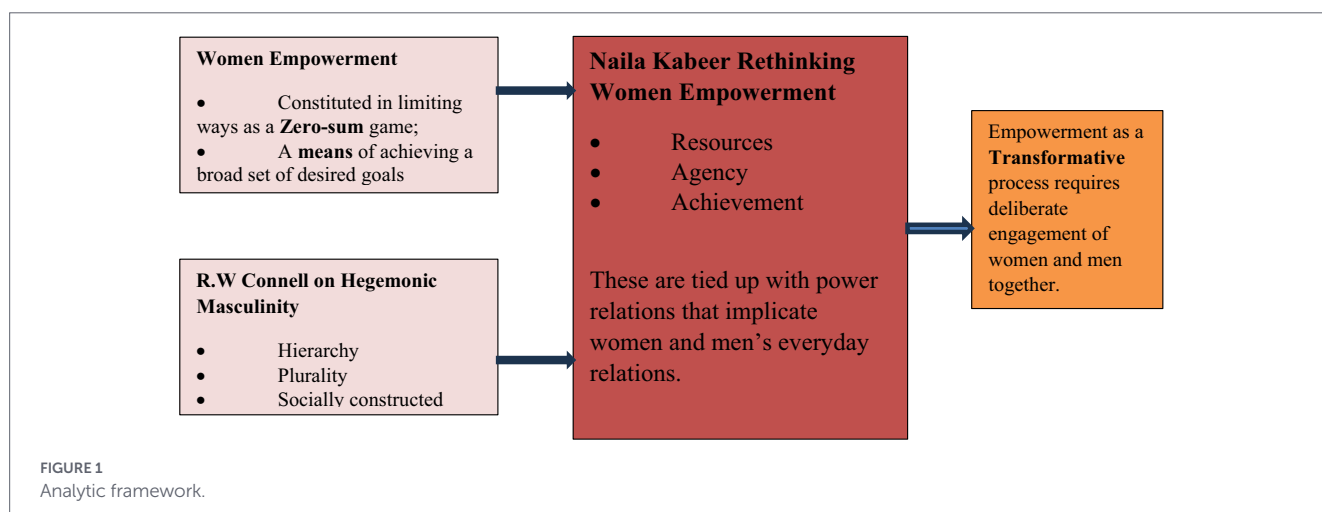 Women Empowerment
• Constituted in limiting
ways as a Zero-sum game;
• A means of achieving a
broad set of desired goals
R.W Connell on Hegemonic
Masculinity
• Hierarchy
• Plurality
• Socially constructed
Naila Kabeer Rethinking
Women Empowerment
• Resources
• Agency
• Achievement
These are tied up with power
relations that implicate
women and men's everyday
relations.
Empowerment as a
Transformative
process requires
deliberate
engagement of
women and men
together.
FIGURE 1
Analytic framework.